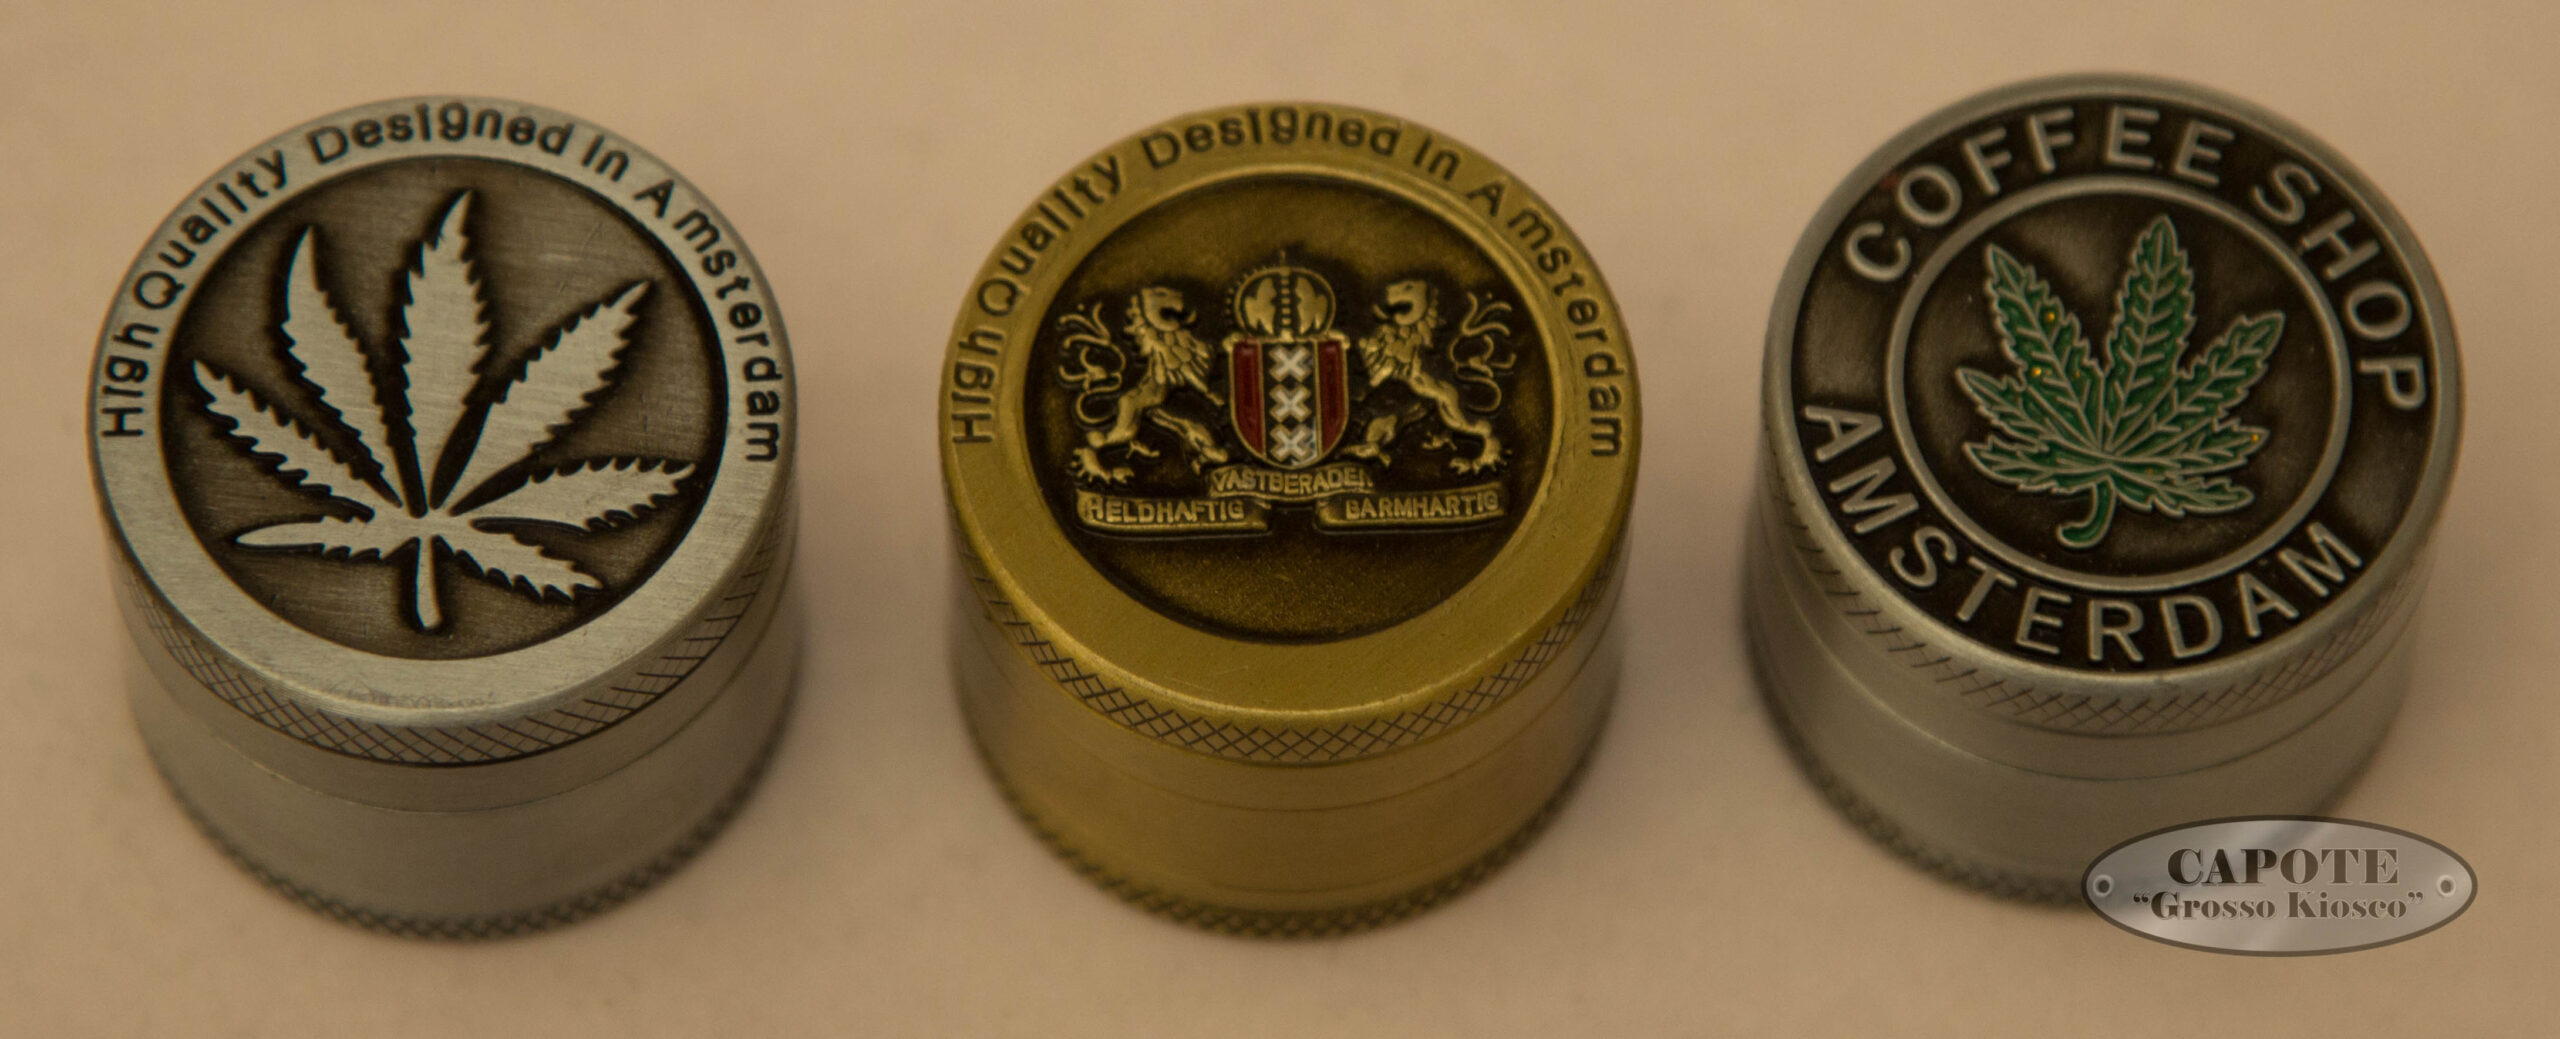 High Quality Designed In Amsterdam
High Quality Designed In Amsterdam
VASTBERADEN
HELDHAFTIG BARMHARTIG
COFFEE SHOP
AMSTERDAM
CAPOTE
“Grosso Kiosco”